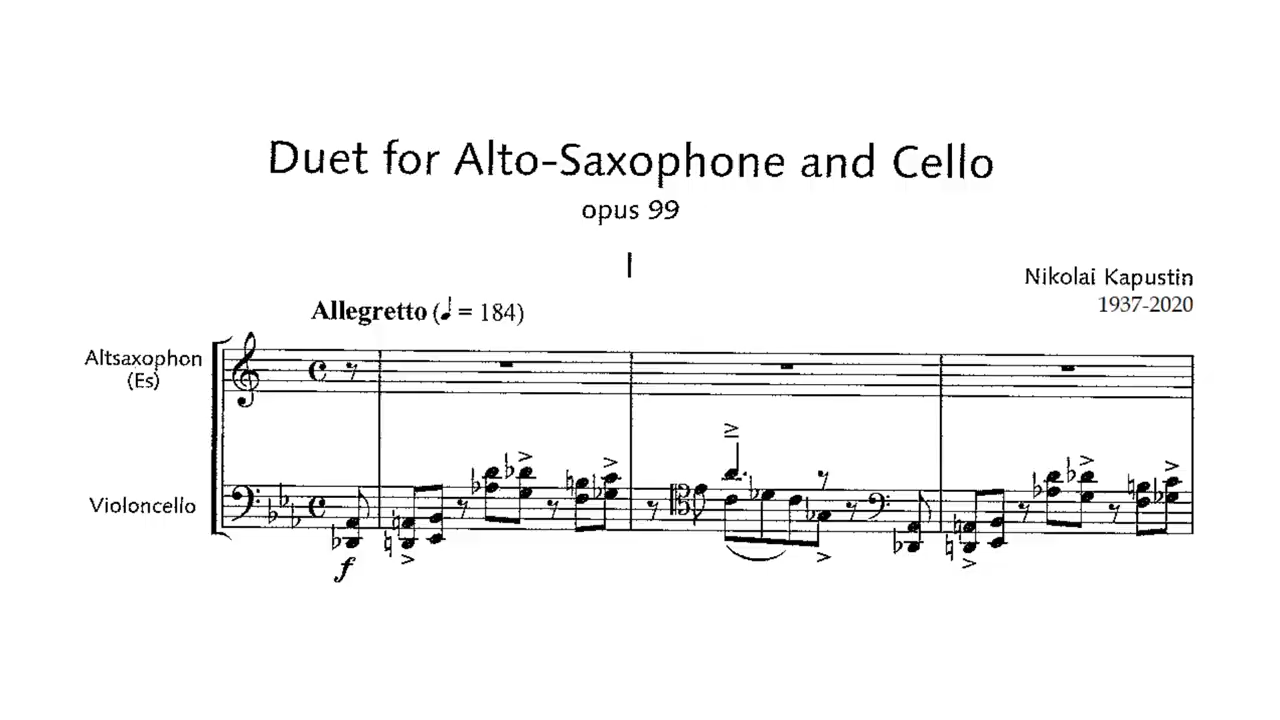 Duet for Alto-Saxophone and Cello
opus 99
I
Nikolai Kapustin
1937-2020
Allegretto (♩ = 184)
Altsaxophon
(Es)
Violoncello
f